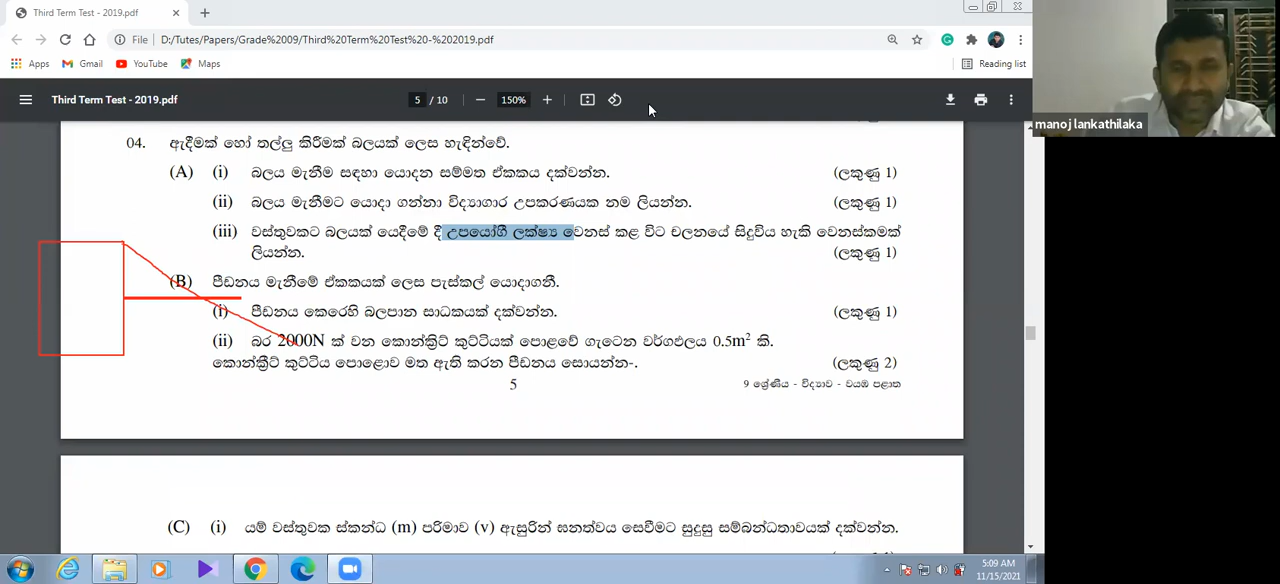 Third Term Test - 2019.pdf
File | D:/Tutes/Papers/Grade%2009/Third%20Term%20Test%20-%202019.pdf
Apps Gmail YouTube Maps Reading list
Third Term Test - 2019.pdf 5 / 10 150%
manoj lankathilaka
04. ඇදීමක් හෝ තල්ලු කිරීමක් බලයක් ලෙස හැඳින්වේ.
(A) (i) බලය මැනීම සඳහා යොදන සම්මත ඒකකය දක්වන්න. (ලකුණු 1)
(ii) බලය මැනීමට යොදා ගන්නා විද්‍යාගාර උපකරණයක නම ලියන්න. (ලකුණු 1)
(iii) වස්තුවකට බලයක් යෙදීමේ දී උපයෝගී ලක්ෂ්‍ය වෙනස් කළ විට චලනයේ සිදුවිය හැකි වෙනස්කමක්
ලියන්න. (ලකුණු 1)
(B) පීඩනය මැනීමේ ඒකකයක් ලෙස පැස්කල් යොදාගනී.
(i) පීඩනය කෙරෙහි බලපාන සාධකයක් දක්වන්න. (ලකුණු 1)
(ii) බර 2000N ක් වන කොන්ක්‍රිට් කුට්ටියක් පොළවේ ගැටෙන වර්ගඵලය 0.5m² කි.
කොන්ක්‍රීට් කුට්ටිය පොළොව මත ඇති කරන පීඩනය සොයන්න-. (ලකුණු 2)
5 9 ශ්‍රේණිය - විද්‍යාව - වයඹ පළාත
(C) (i) යම් වස්තුවක ස්කන්ධ (m) පරිමාව (v) ඇසුරින් ඝනත්වය සෙවීමට සුදුසු සම්බන්ධතාවයක් දක්වන්න.
5:09 AM
11/15/2021